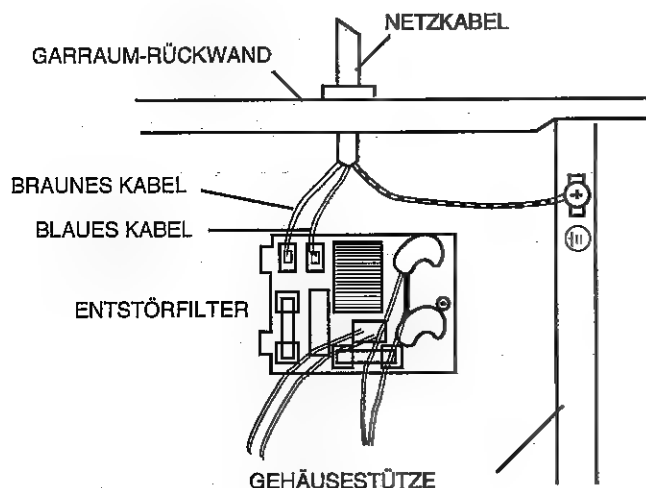 NETZKABEL
GARRAUM-RÜCKWAND
BRAUNES KABEL
BLAUES KABEL
ENTSTÖRFILTER
GEHÄUSESTÜTZE